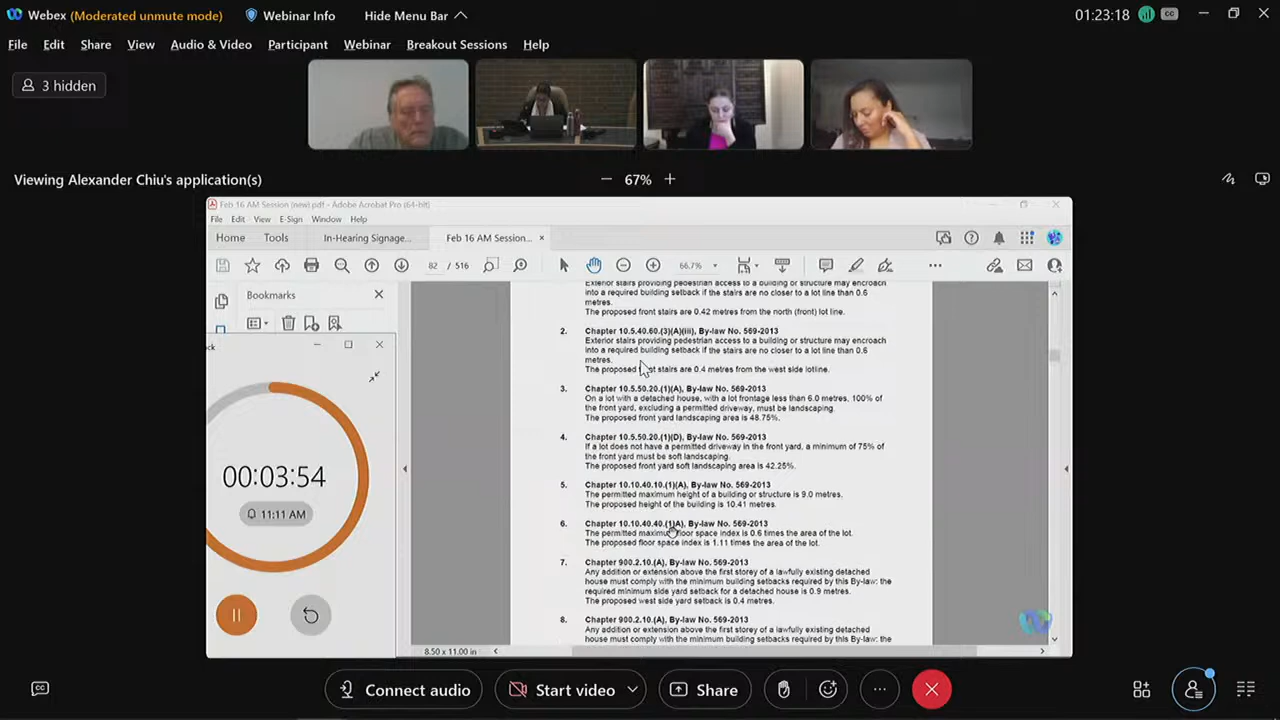 Webex (Moderated unmute mode) Webinar Info Hide Menu Bar 01:23:18 CC
File Edit Share View Audio & Video Participant Webinar Breakout Sessions Help
3 hidden
Viewing Alexander Chiu's application(s) 67%
Feb 16 AM Session (new).pdf - Adobe Acrobat Pro (64-bit)
File Edit View E-Sign Window Help
Home Tools In-Hearing Signage... Feb 16 AM Session... ×
82 / 516 66.7%
Bookmarks
ock
00:03:54
11:11 AM
Exterior stairs providing pedestrian access to a building or structure may encroach
into a required building setback if the stairs are no closer to a lot line than 0.6
metres.
The proposed front stairs are 0.42 metres from the north (front) lot line.
2. Chapter 10.5.40.60.(3)(A)(iii), By-law No. 569-2013
Exterior stairs providing pedestrian access to a building or structure may encroach
into a required building setback if the stairs are no closer to a lot line than 0.6
metres.
The proposed front stairs are 0.4 metres from the west side lotline.
3. Chapter 10.5.50.20.(1)(A), By-law No. 569-2013
On a lot with a detached house, with a lot frontage less than 6.0 metres, 100% of
the front yard, excluding a permitted driveway, must be landscaping.
The proposed front yard landscaping area is 48.75%.
4. Chapter 10.5.50.20.(1)(D), By-law No. 569-2013
If a lot does not have a permitted driveway in the front yard, a minimum of 75% of
the front yard must be soft landscaping.
The proposed front yard soft landscaping area is 42.25%.
5. Chapter 10.10.40.10.(1)(A), By-law No. 569-2013
The permitted maximum height of a building or structure is 9.0 metres.
The proposed height of the building is 10.41 metres.
6. Chapter 10.10.40.40.(1)A), By-law No. 569-2013
The permitted maximum floor space index is 0.6 times the area of the lot.
The proposed floor space index is 1.11 times the area of the lot.
7. Chapter 900.2.10.(A), By-law No. 569-2013
Any addition or extension above the first storey of a lawfully existing detached
house must comply with the minimum building setbacks required by this By-law: the
required minimum side yard setback for a detached house is 0.9 metres.
The proposed west side yard setback is 0.4 metres.
8. Chapter 900.2.10.(A), By-law No. 569-2013
Any addition or extension above the first storey of a lawfully existing detached
house must comply with the minimum building setbacks required by this By-law: the
8.50 x 11.00 in
Connect audio Start video Share